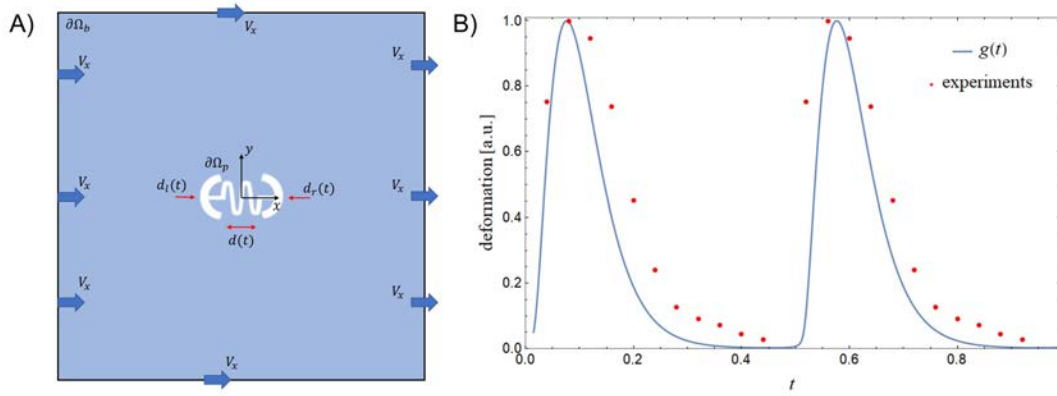 A)
∂Ω_b
V_x
V_x
V_x
V_x
V_x
V_x
V_x
V_x
∂Ω_p
y
x
d_l(t)
d_r(t)
d(t)
B)
deformation [a.u.]
1.0
0.8
0.6
0.4
0.2
0.0
0.0
0.2
0.4
0.6
0.8
t
g(t)
experiments